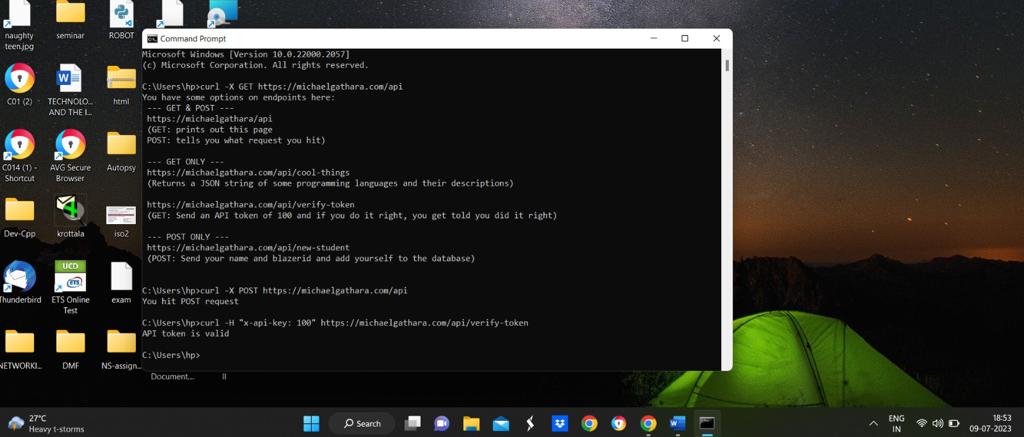 naughty
teen.jpg
seminar
ROBOT
C01 (2)
TECHNOLO...
AND THE I...
html
C014 (1) -
Shortcut
AVG Secure
Browser
Autopsy
Dev-Cpp
krottala
iso2
Thunderbird
UCD
ETS
ETS Online
Test
exam
NETWORKI...
DMF
NS-assign...
Document....
II
Command Prompt
Microsoft Windows [Version 10.0.22000.2057]
(c) Microsoft Corporation. All rights reserved.
C:\Users\hp>curl -X GET https://michaelgathara.com/api
You have some options on endpoints here:
--- GET & POST ---
https://michaelgathara/api
(GET: prints out this page
POST: tells you what request you hit)
--- GET ONLY ---
https://michaelgathara.com/api/cool-things
(Returns a JSON string of some programming languages and their descriptions)
https://michaelgathara.com/api/verify-token
(GET: Send an API token of 100 and if you do it right, you get told you did it right)
--- POST ONLY ---
https://michaelgathara.com/api/new-student
(POST: Send your name and blazerid and add yourself to the database)
C:\Users\hp>curl -X POST https://michaelgathara.com/api
You hit POST request
C:\Users\hp>curl -H "x-api-key: 100" https://michaelgathara.com/api/verify-token
API token is valid
C:\Users\hp>
27°C
Heavy t-storms
Search
ENG
IN
18:53
09-07-2023